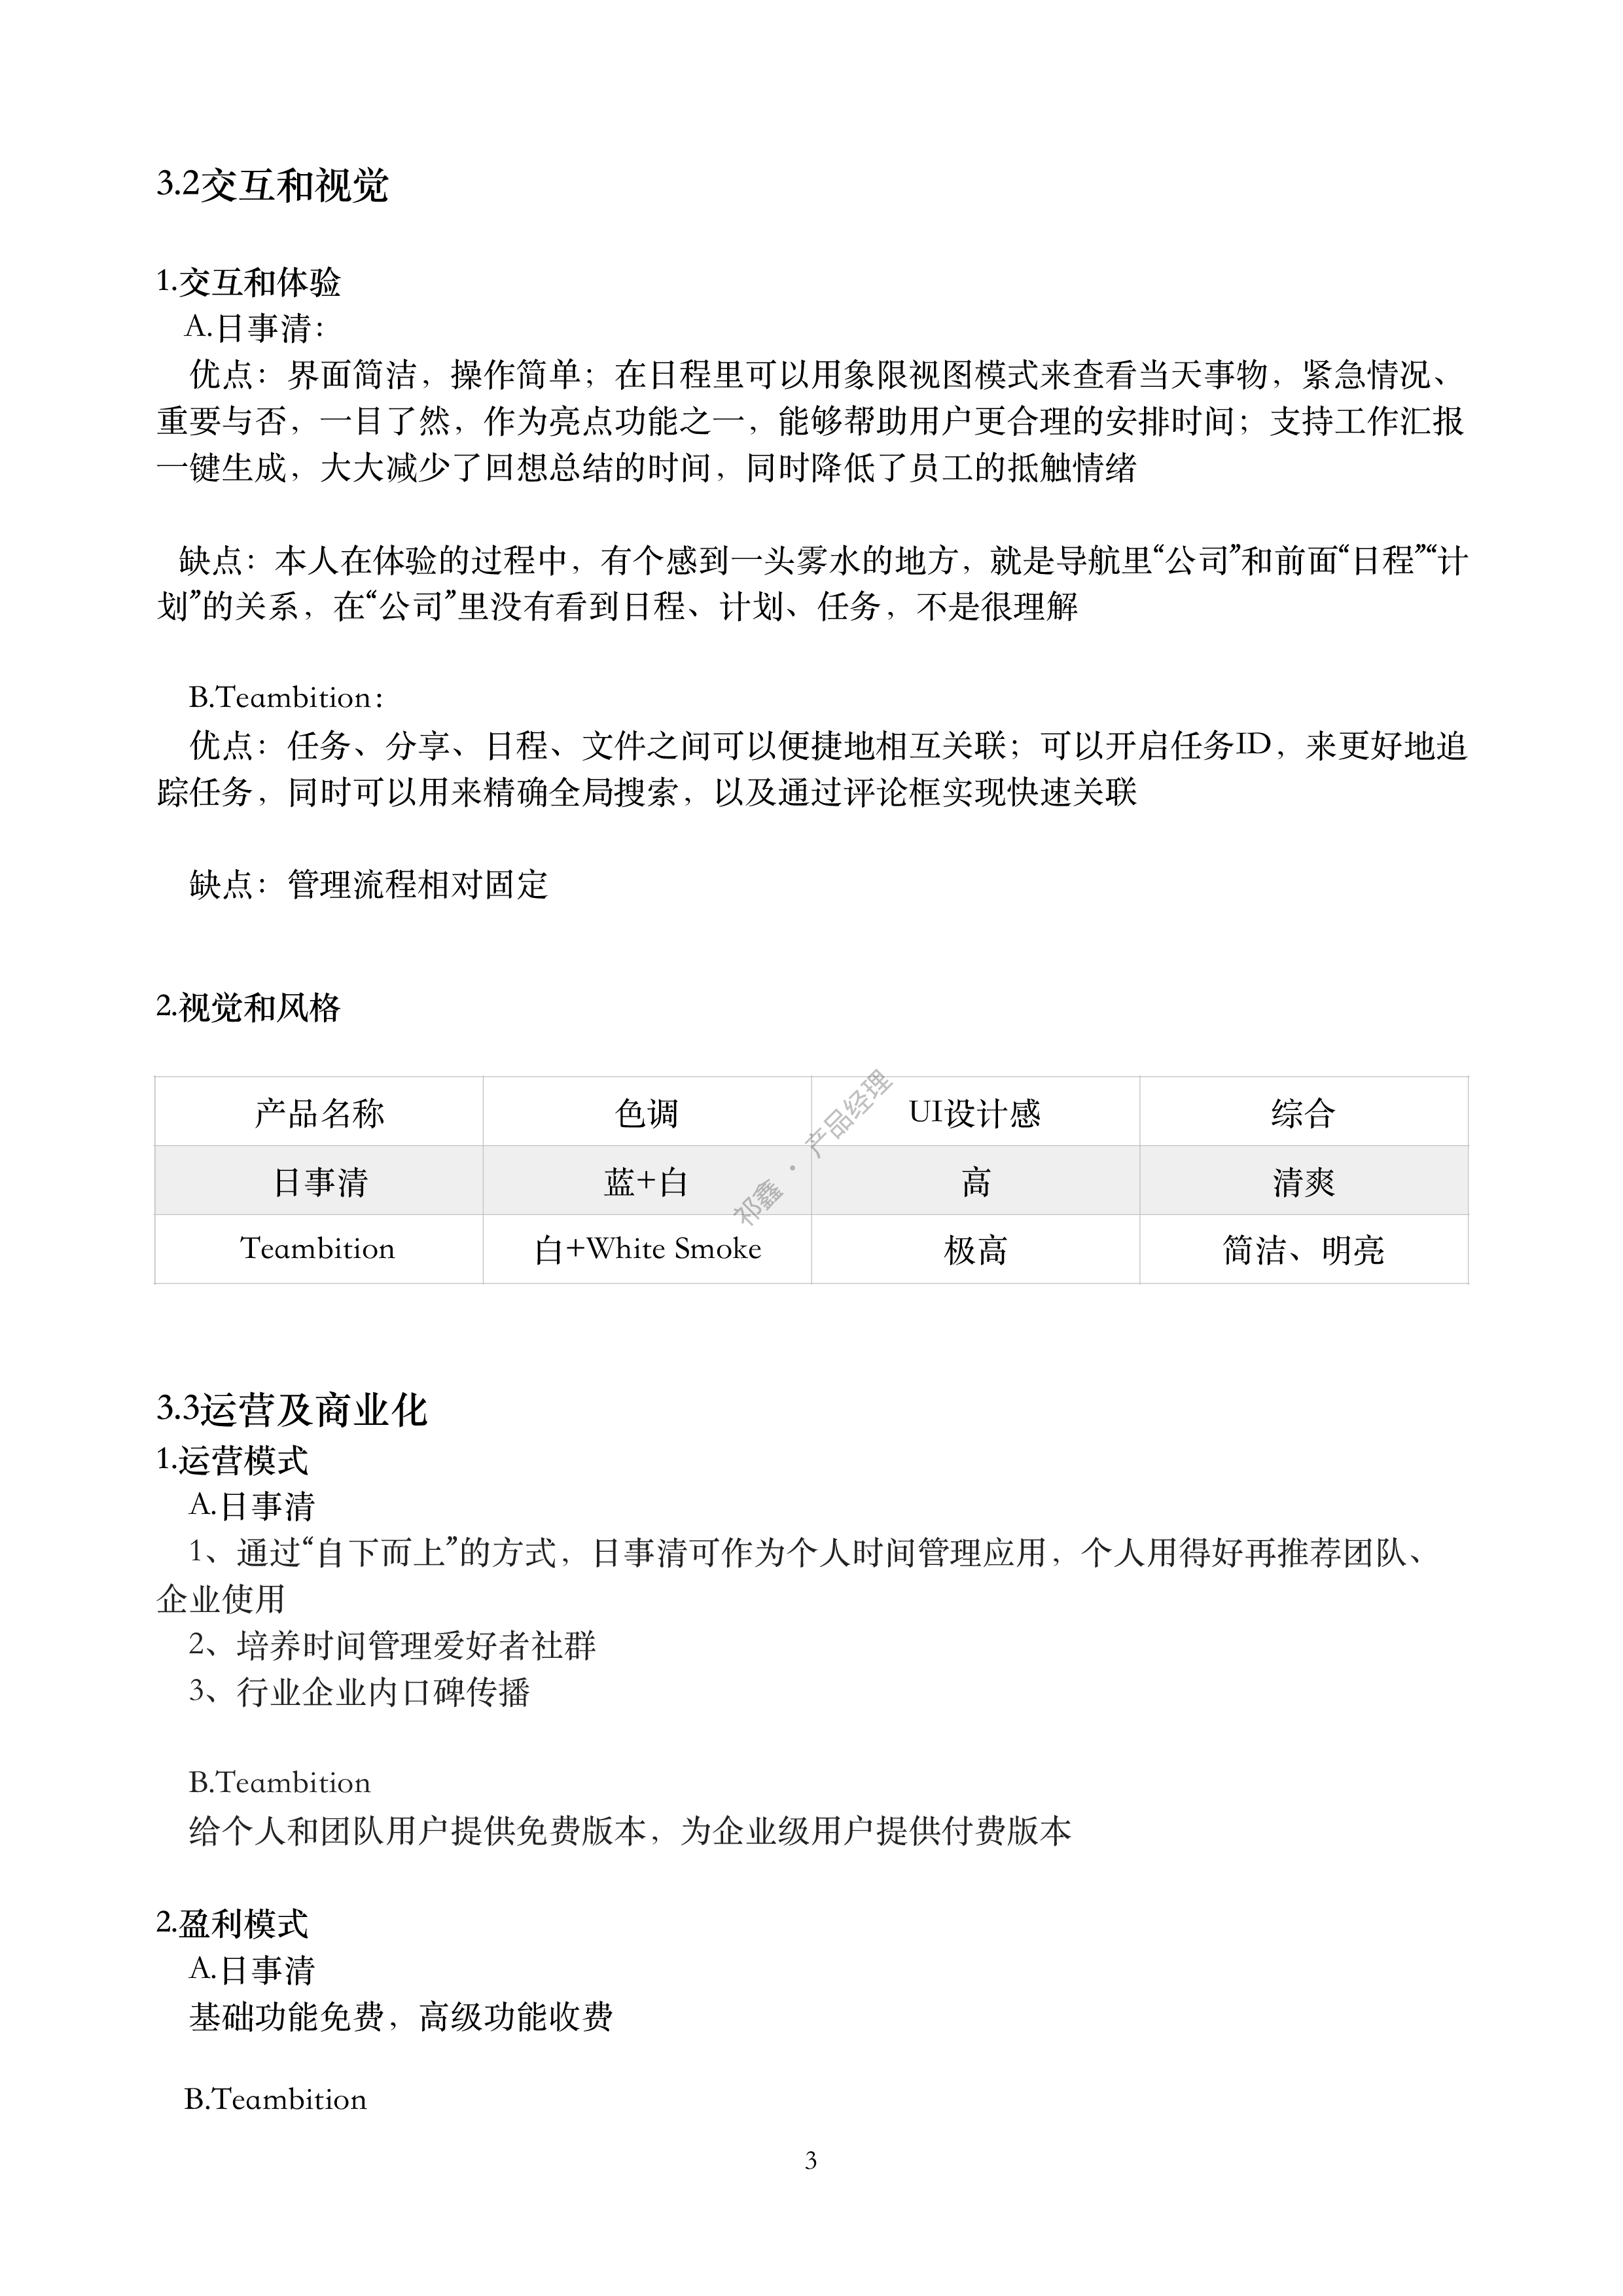 3.2交互和视觉
1.交互和体验
A.日事清：
优点：界面简洁，操作简单；在日程里可以用象限视图模式来查看当天事物，紧急情况、
重要与否，一目了然，作为亮点功能之一，能够帮助用户更合理的安排时间；支持工作汇报
一键生成，大大减少了回想总结的时间，同时降低了员工的抵触情绪
缺点：本人在体验的过程中，有个感到一头雾水的地方，就是导航里“公司”和前面“日程”“计
划”的关系，在“公司”里没有看到日程、计划、任务，不是很理解
B.Teambition：
优点：任务、分享、日程、文件之间可以便捷地相互关联；可以开启任务ID，来更好地追
踪任务，同时可以用来精确全局搜索，以及通过评论框实现快速关联
缺点：管理流程相对固定
2.视觉和风格
产品名称 色调 UI设计感 综合
日事清 蓝+白 高 清爽
Teambition 白+White Smoke 极高 简洁、明亮
祁鑫 · 产品经理
3.3运营及商业化
1.运营模式
A.日事清
1、通过“自下而上”的方式，日事清可作为个人时间管理应用，个人用得好再推荐团队、
企业使用
2、培养时间管理爱好者社群
3、行业企业内口碑传播
B.Teambition
给个人和团队用户提供免费版本，为企业级用户提供付费版本
2.盈利模式
A.日事清
基础功能免费，高级功能收费
B.Teambition
3